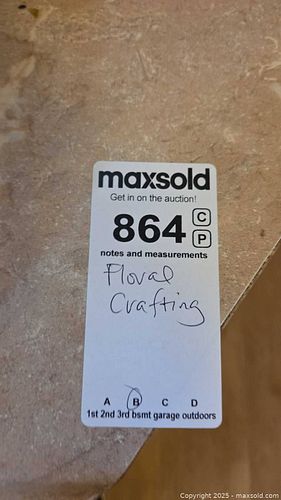 maxsold
Get in on the auction!
864 C
P
notes and measurements
Floral
Crafting
A B C D
1st 2nd 3rd bsmt garage outdoors
Copyright © 2025 - maxsold.com